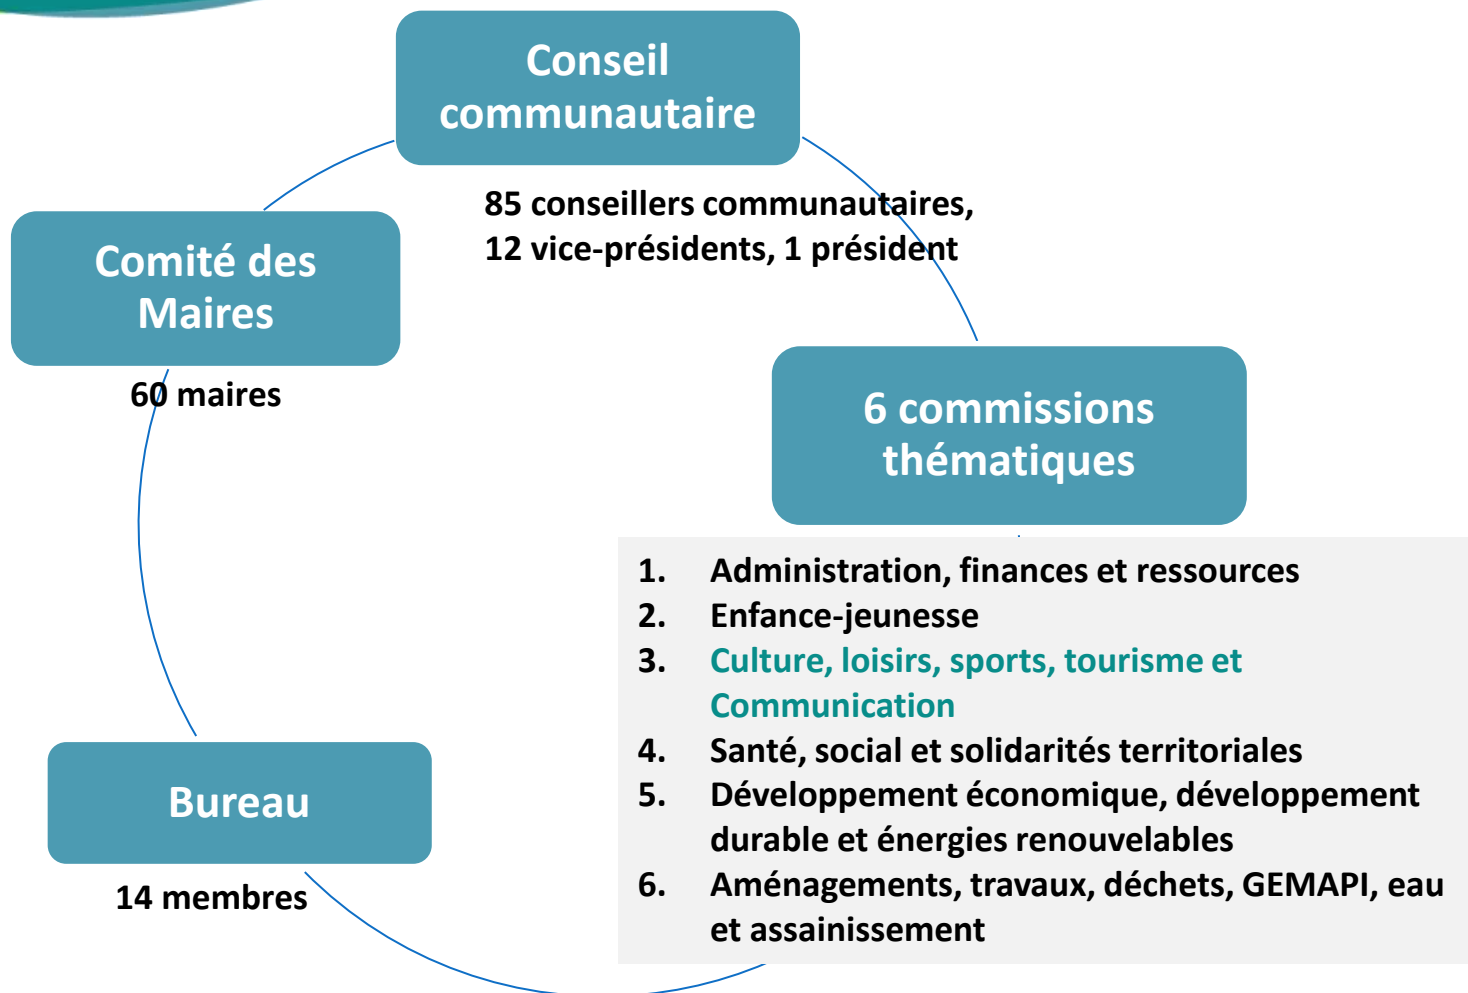 Conseil
communautaire
85 conseillers communautaires,
12 vice-présidents, 1 président
Comité des
Maires
60 maires
6 commissions
thématiques
1. Administration, finances et ressources
2. Enfance-jeunesse
3. Culture, loisirs, sports, tourisme et
Communication
4. Santé, social et solidarités territoriales
5. Développement économique, développement
durable et énergies renouvelables
6. Aménagements, travaux, déchets, GEMAPI, eau
et assainissement
Bureau
14 membres